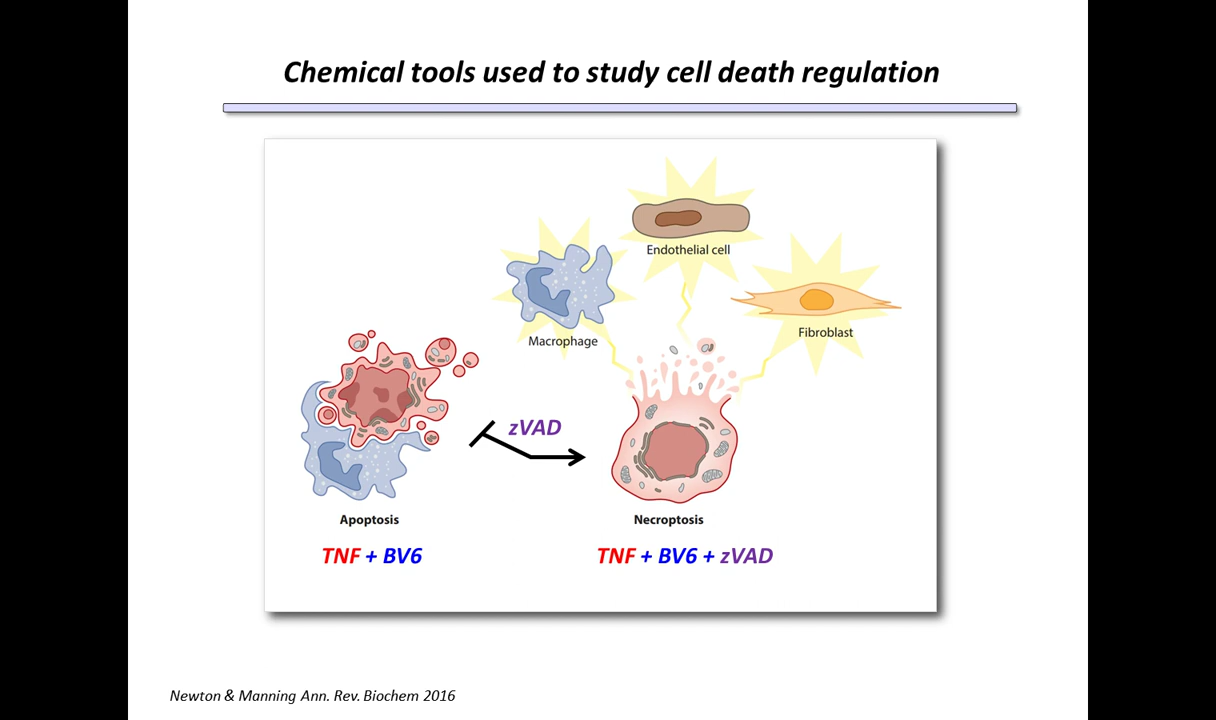 Chemical tools used to study cell death regulation
Endothelial cell
Macrophage
Fibroblast
zVAD
Apoptosis
Necroptosis
TNF + BV6
TNF + BV6 + zVAD
Newton & Manning Ann. Rev. Biochem 2016